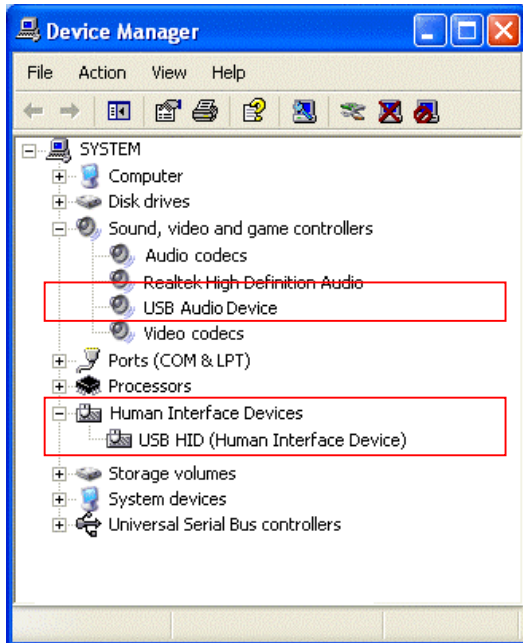 Device Manager
File Action View Help
SYSTEM
Computer
Disk drives
Sound, video and game controllers
Audio codecs
Realtek High Definition Audio
USB Audio Device
Video codecs
Ports (COM & LPT)
Processors
Human Interface Devices
USB HID (Human Interface Device)
Storage volumes
System devices
Universal Serial Bus controllers